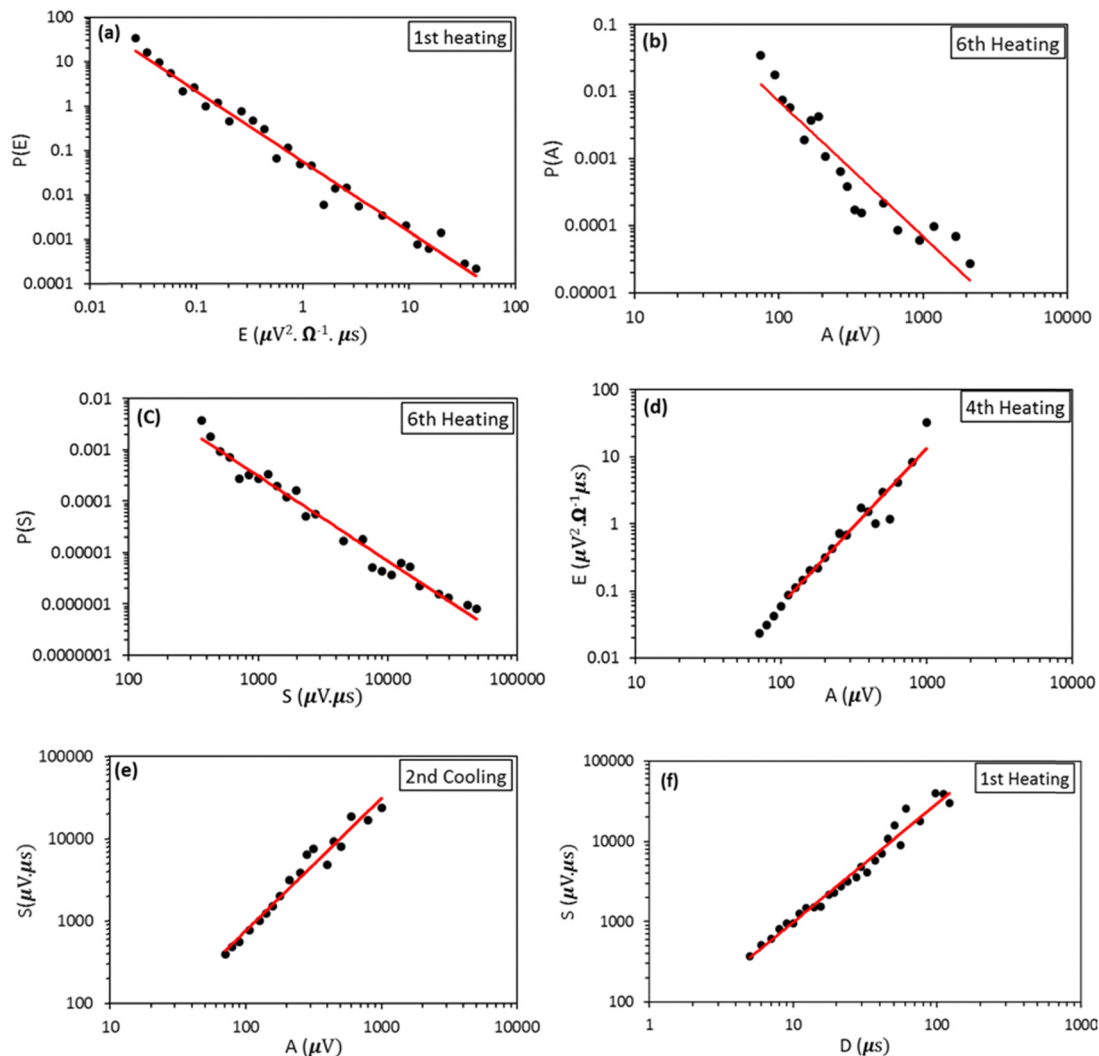 (a)
1st heating
P(E)
100
10
1
0.1
0.01
0.001
0.0001
0.01
0.1
1
10
100
E (μV². Ω⁻¹. μs)
(b)
6th Heating
P(A)
0.1
0.01
0.001
0.0001
0.00001
10
100
1000
10000
A (μV)
(C)
6th Heating
P(S)
0.01
0.001
0.0001
0.00001
0.000001
0.0000001
100
1000
10000
100000
S (μV.μs)
(d)
4th Heating
E (μV².Ω⁻¹μs)
100
10
1
0.1
0.01
10
100
1000
10000
A (μV)
(e)
2nd Cooling
S(μV.μs)
100000
10000
1000
100
10
100
1000
10000
A (μV)
(f)
1st Heating
S (μV.μs)
100000
10000
1000
100
1
10
100
1000
D (μs)